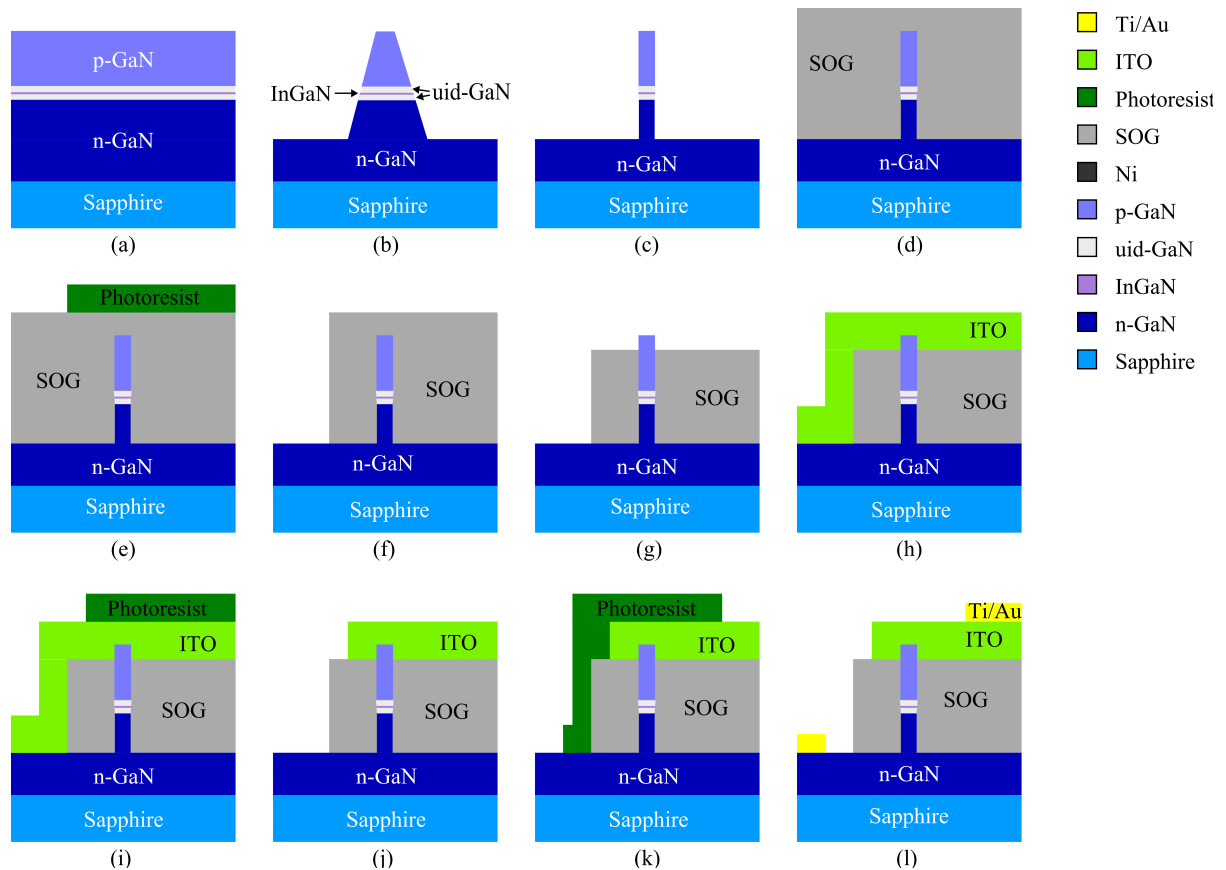 p-GaN
n-GaN
Sapphire
(a)
InGaN
uid-GaN
n-GaN
Sapphire
(b)
n-GaN
Sapphire
(c)
SOG
n-GaN
Sapphire
(d)
Ti/Au
ITO
Photoresist
SOG
Ni
p-GaN
uid-GaN
InGaN
n-GaN
Sapphire
Photoresist
SOG
n-GaN
Sapphire
(e)
SOG
n-GaN
Sapphire
(f)
SOG
n-GaN
Sapphire
(g)
ITO
SOG
n-GaN
Sapphire
(h)
Photoresist
ITO
SOG
n-GaN
Sapphire
(i)
ITO
SOG
n-GaN
Sapphire
(j)
Photoresist
ITO
SOG
n-GaN
Sapphire
(k)
Ti/Au
ITO
SOG
n-GaN
Sapphire
(l)